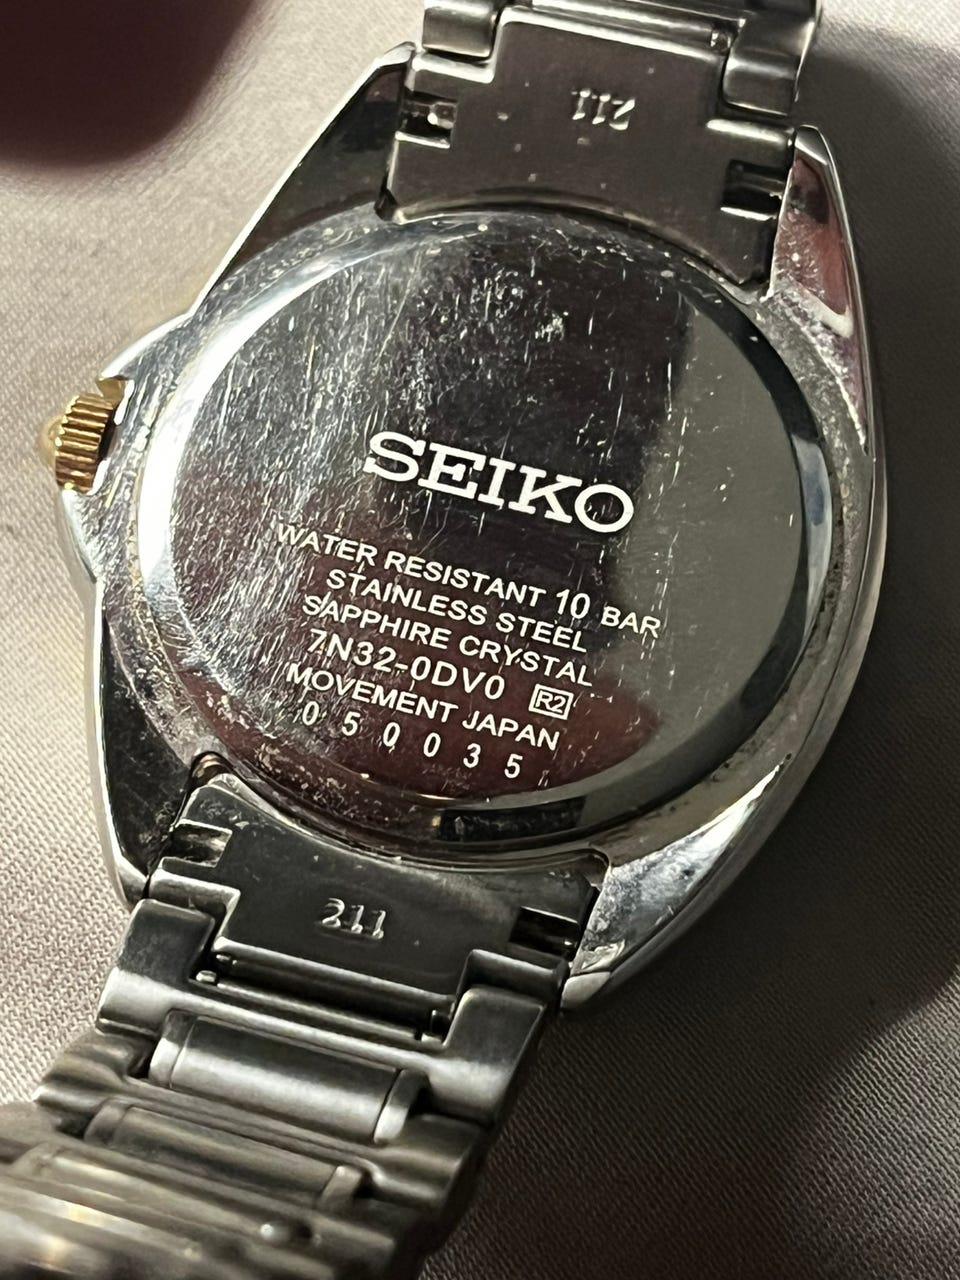 211
SEIKO
WATER RESISTANT 10 BAR
STAINLESS STEEL
SAPPHIRE CRYSTAL
7N32-0DV0 R2
MOVEMENT JAPAN
050035
211